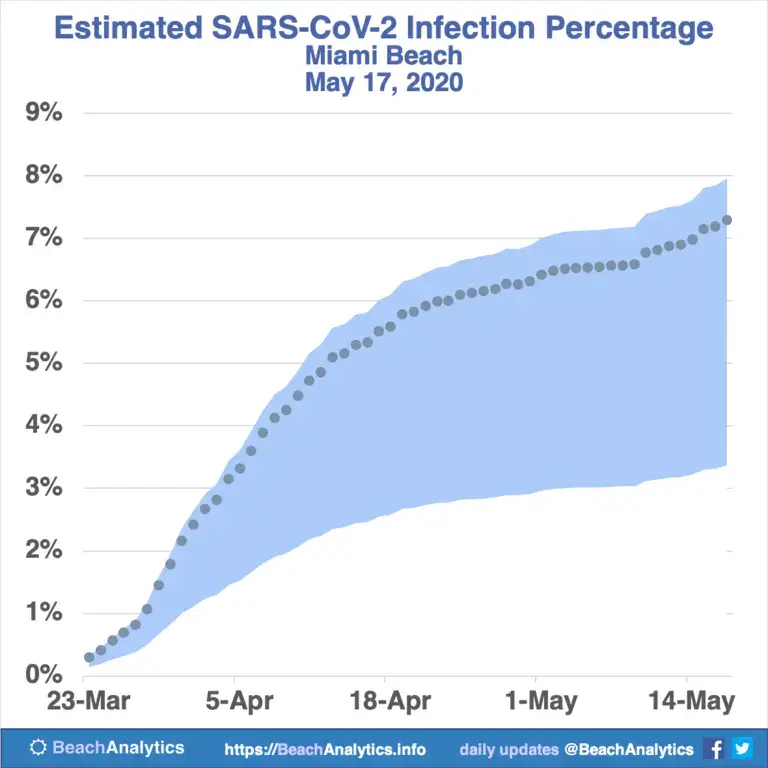 Estimated SARS-CoV-2 Infection Percentage
Miami Beach
May 17, 2020
9%
8%
7%
6%
5%
4%
3%
2%
1%
0%
23-Mar 5-Apr 18-Apr 1-May 14-May
BeachAnalytics https://BeachAnalytics.info daily updates @BeachAnalytics f